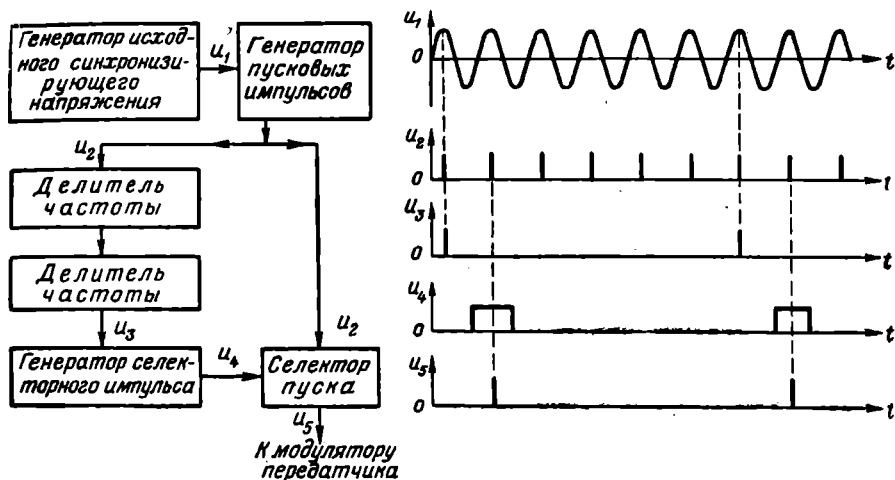 Генератор исход-
ного синхронизи-
рующего
напряжения
u₁
Генератор
пусковых
импульсов
u₂
Делитель
частоты
Делитель
частоты
u₃
u₂
Генератор селек-
торного импульса
u₄
Селектор
пуска
u₅
К модулятору
передатчика
u₁
0
t
u₂
0
t
u₃
0
t
u₄
0
t
u₅
0
t